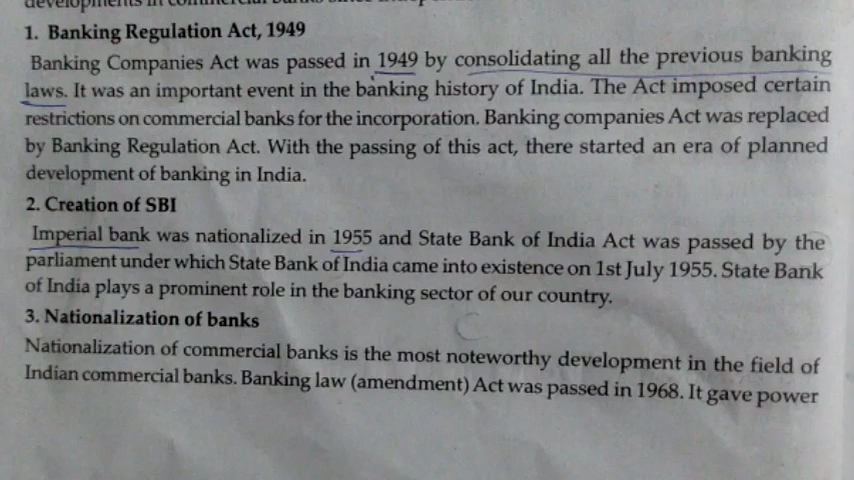 developments in commercial banks since
1. Banking Regulation Act, 1949
Banking Companies Act was passed in 1949 by consolidating all the previous banking
laws. It was an important event in the banking history of India. The Act imposed certain
restrictions on commercial banks for the incorporation. Banking companies Act was replaced
by Banking Regulation Act. With the passing of this act, there started an era of planned
development of banking in India.
2. Creation of SBI
Imperial bank was nationalized in 1955 and State Bank of India Act was passed by the
parliament under which State Bank of India came into existence on 1st July 1955. State Bank
of India plays a prominent role in the banking sector of our country.
3. Nationalization of banks
Nationalization of commercial banks is the most noteworthy development in the field of
Indian commercial banks. Banking law (amendment) Act was passed in 1968. It gave power